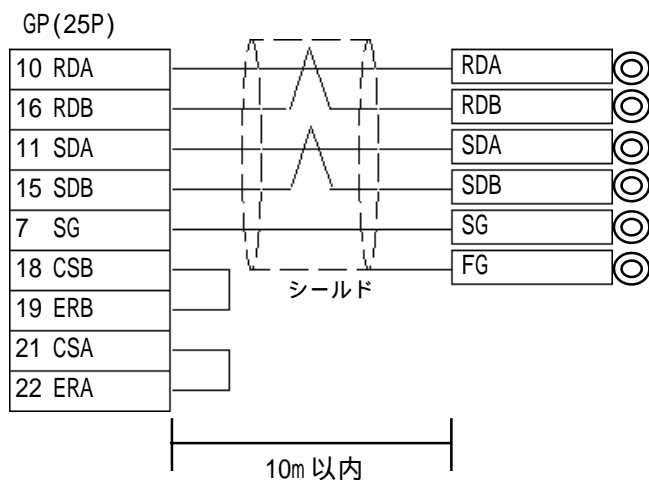 GP(25P)
10 RDA
RDA
16 RDB
RDB
11 SDA
SDA
15 SDB
SDB
7 SG
SG
18 CSB
FG
シールド
19 ERB
21 CSA
22 ERA
10m 以内